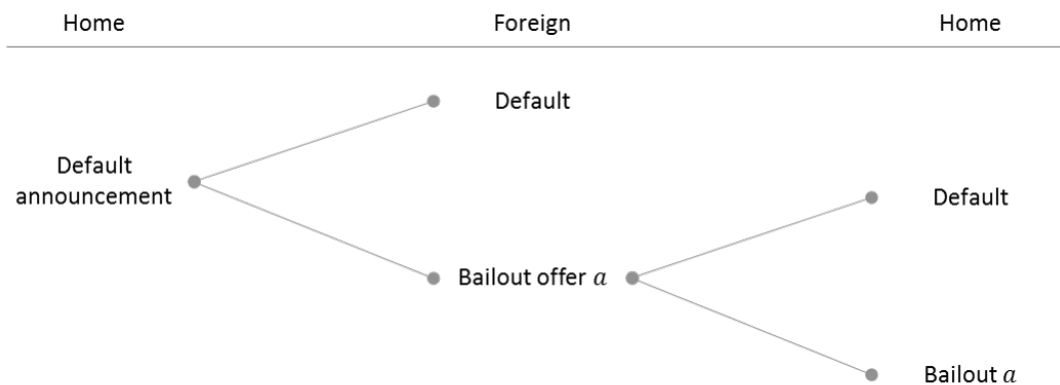 Home Foreign Home
Default
Default
announcement
Default
Bailout offer a
Bailout a